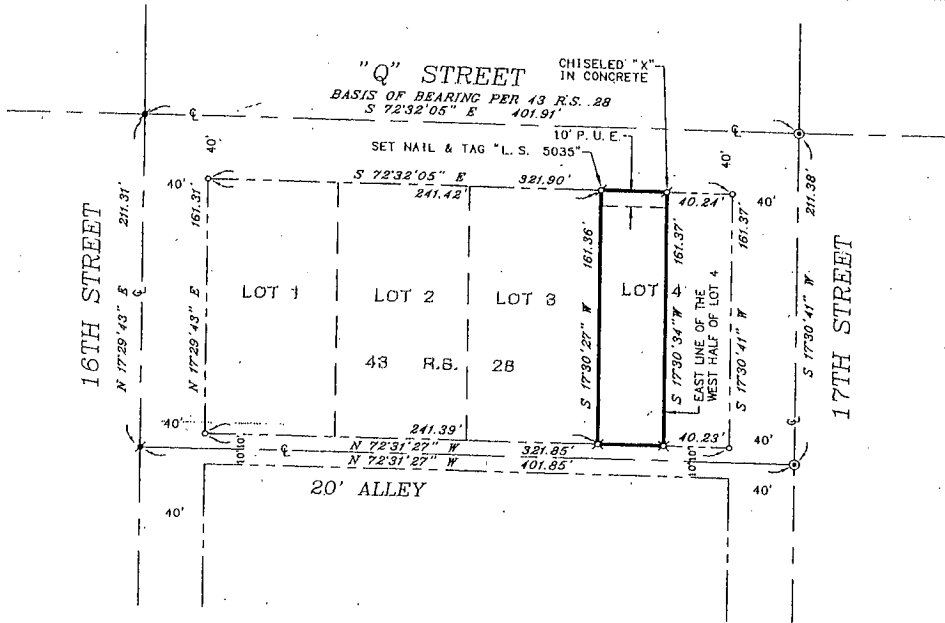 "Q" STREET
BASIS OF BEARING PER 43 R.S. 28
S 72°32'05" E 401.91'
CHISELED "X"
IN CONCRETE
10' P.U.E.
SET NAIL & TAG "L.S. 5035"
40'
40'
S 72°32'05" E 321.90'
241.42'
40.24'
40'
40'
16TH STREET
N 17°29'43" E 211.31'
N 17°29'43" E 161.31'
LOT 1
LOT 2
LOT 3
LOT 4
43 R.S. 28
S 17°30'27" W 161.36'
S 17°30'34" W 161.37'
EAST LINE OF THE
WEST HALF OF LOT 4
S 17°30'41" W 161.37'
S 17°30'41" W 211.38'
17TH STREET
40'
241.39'
40.23'
40'
10'
10'
N 72°31'27" W 321.85'
N 72°31'27" W 401.85'
10'
10'
20' ALLEY
40'
40'